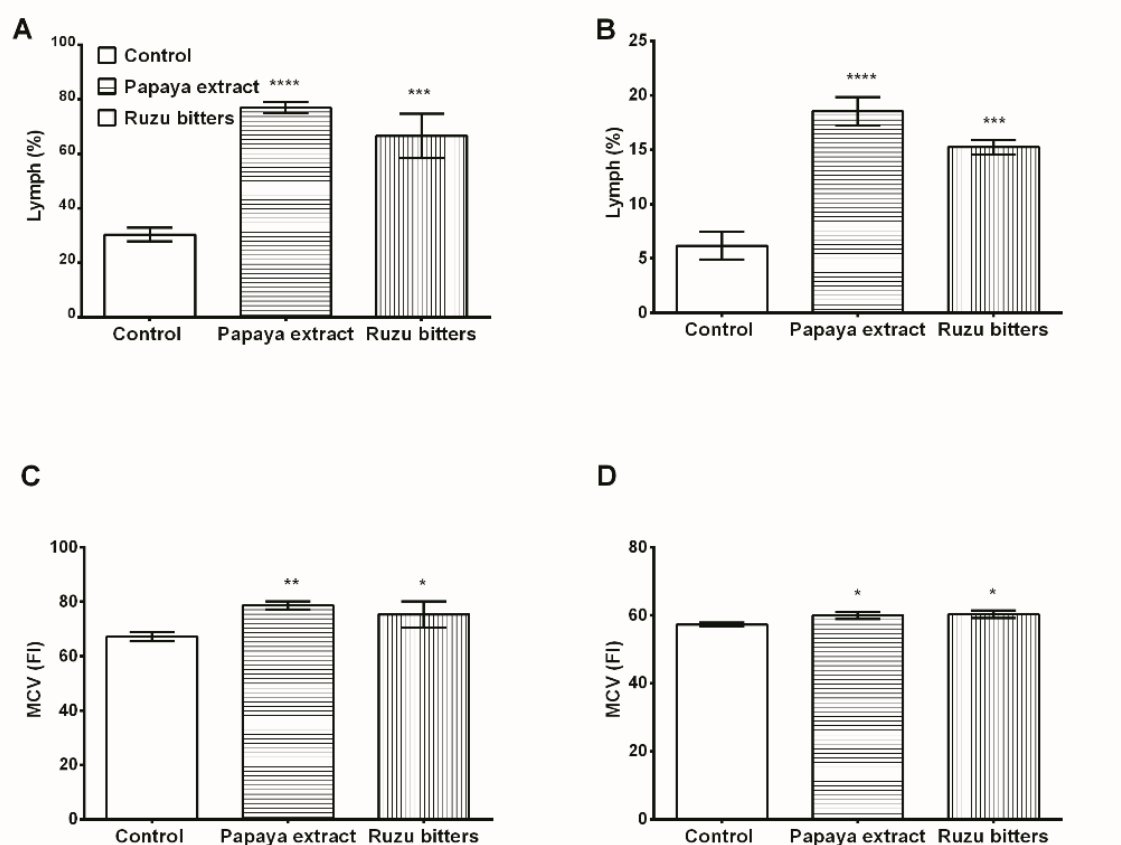 A
Lymph (%)
100
80
60
40
20
0
Control
Papaya extract
Ruzu bitters
****
***
Control Papaya extract Ruzu bitters
B
Lymph (%)
25
20
15
10
5
0
****
***
Control Papaya extract Ruzu bitters
C
MCV (Fl)
100
80
60
40
20
0
**
*
Control Papaya extract Ruzu bitters
D
MCV (Fl)
80
60
40
20
0
*
*
Control Papaya extract Ruzu bitters